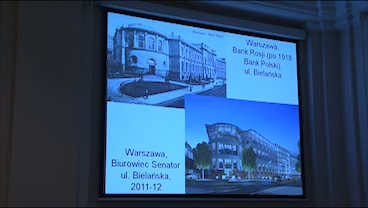 Warszawa,
Bank Rosji (po 1918
Bank Polski),
ul. Bielańska
Warszawa,
Biurowiec Senator
ul. Bielańska,
2011-12